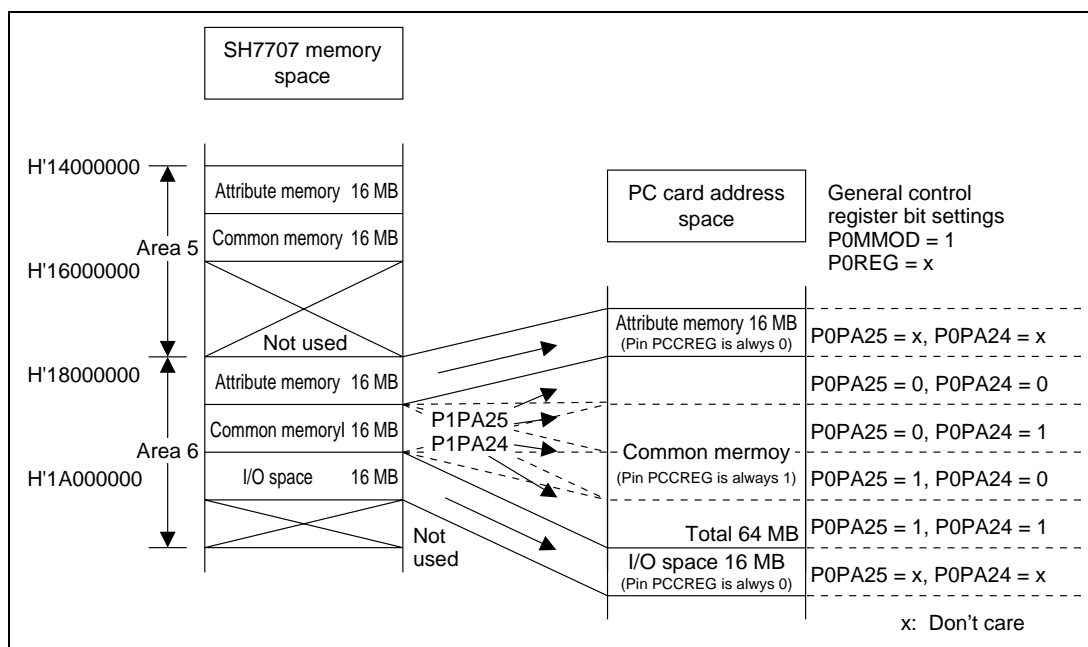 SH7707 memory
space
H'14000000
Attribute memory 16 MB
Common memory 16 MB
Area 5
H'16000000
Not used
H'18000000
Attribute memory 16 MB
Common memoryl 16 MB
Area 6
H'1A000000
I/O space 16 MB
Not
used
P1PA25
P1PA24
PC card address
space
Attribute memory 16 MB
(Pin PCCREG is alwys 0)
Common mermoy
(Pin PCCREG is always 1)
Total 64 MB
I/O space 16 MB
(Pin PCCREG is alwys 0)
General control
register bit settings
P0MMOD = 1
P0REG = x
P0PA25 = x, P0PA24 = x
P0PA25 = 0, P0PA24 = 0
P0PA25 = 0, P0PA24 = 1
P0PA25 = 1, P0PA24 = 0
P0PA25 = 1, P0PA24 = 1
P0PA25 = x, P0PA24 = x
x: Don't care